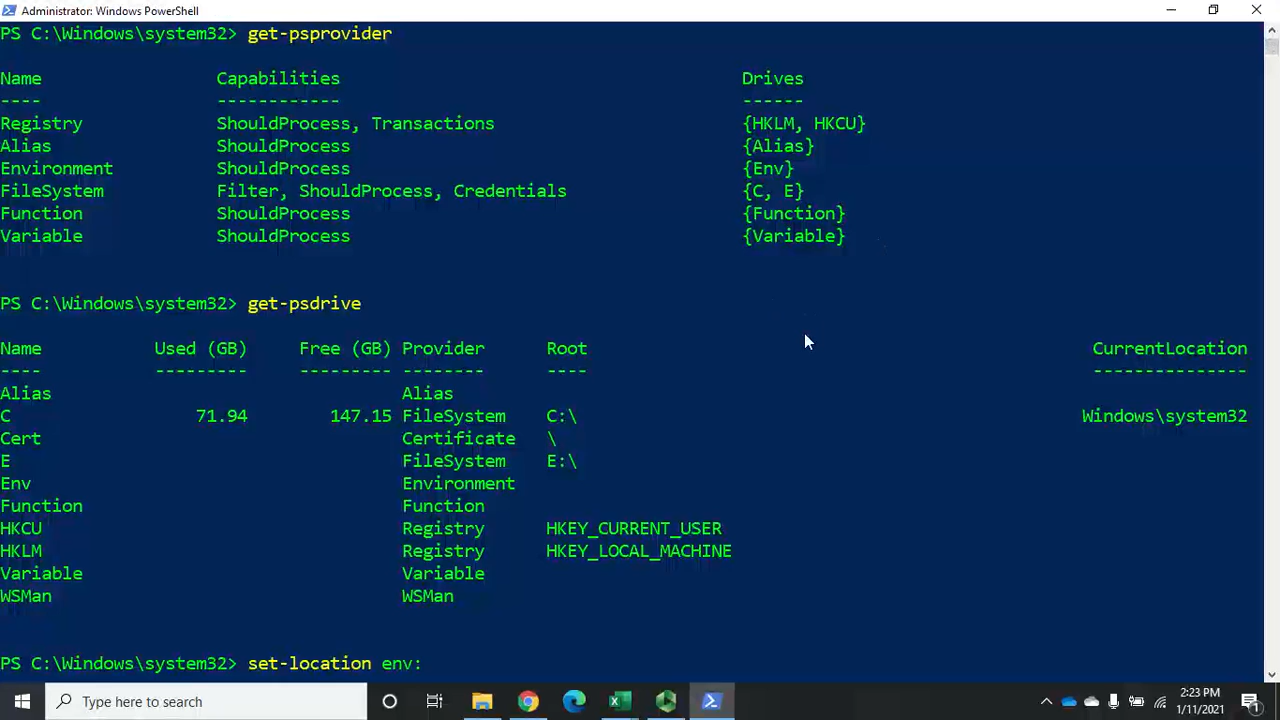 Administrator: Windows PowerShell
PS C:\Windows\system32> get-psprovider
Name Capabilities Drives
---- ------------ ------
Registry ShouldProcess, Transactions {HKLM, HKCU}
Alias ShouldProcess {Alias}
Environment ShouldProcess {Env}
FileSystem Filter, ShouldProcess, Credentials {C, E}
Function ShouldProcess {Function}
Variable ShouldProcess {Variable}
PS C:\Windows\system32> get-psdrive
Name Used (GB) Free (GB) Provider Root CurrentLocation
---- --------- --------- -------- ---- ---------------
Alias Alias
C 71.94 147.15 FileSystem C:\ Windows\system32
Cert Certificate \
E FileSystem E:\
Env Environment
Function Function
HKCU Registry HKEY_CURRENT_USER
HKLM Registry HKEY_LOCAL_MACHINE
Variable Variable
WSMan WSMan
PS C:\Windows\system32> set-location env:
Type here to search
2:23 PM
1/11/2021
1